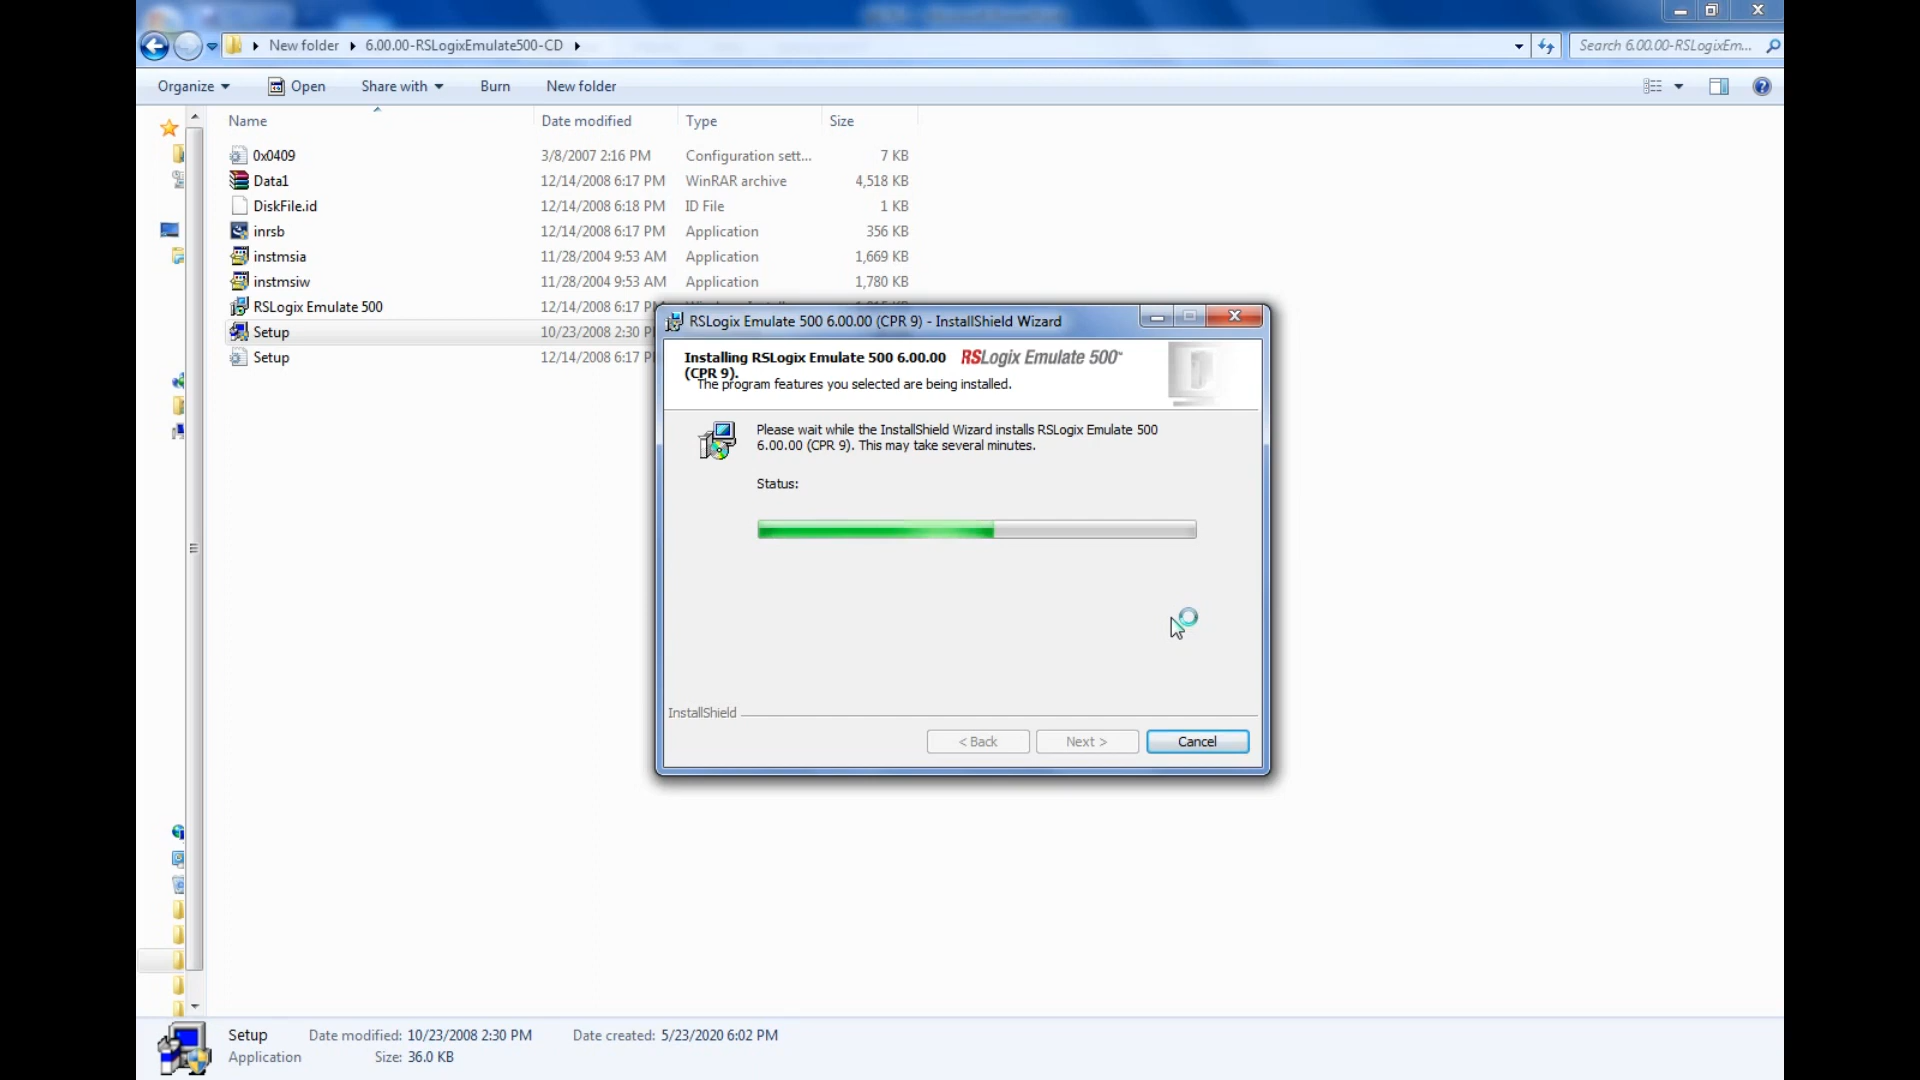 New folder 6.00.00-RSLogixEmulate500-CD Search 6.00.00-RSLogixEm...
Organize Open Share with Burn New folder
Name Date modified Type Size
0x0409 3/8/2007 2:16 PM Configuration sett... 7 KB
Data1 12/14/2008 6:17 PM WinRAR archive 4,518 KB
DiskFile.id 12/14/2008 6:18 PM ID File 1 KB
inrsb 12/14/2008 6:17 PM Application 356 KB
instmsia 11/28/2004 9:53 AM Application 1,669 KB
instmsiw 11/28/2004 9:53 AM Application 1,780 KB
RSLogix Emulate 500 12/14/2008 6:17 PM
Setup 10/23/2008 2:30 P
Setup 12/14/2008 6:17 P
RSLogix Emulate 500 6.00.00 (CPR 9) - InstallShield Wizard
Installing RSLogix Emulate 500 6.00.00 RSLogix Emulate 500™
(CPR 9).
The program features you selected are being installed.
Please wait while the InstallShield Wizard installs RSLogix Emulate 500
6.00.00 (CPR 9). This may take several minutes.
Status:
InstallShield
< Back Next > Cancel
Setup Date modified: 10/23/2008 2:30 PM Date created: 5/23/2020 6:02 PM
Application Size: 36.0 KB